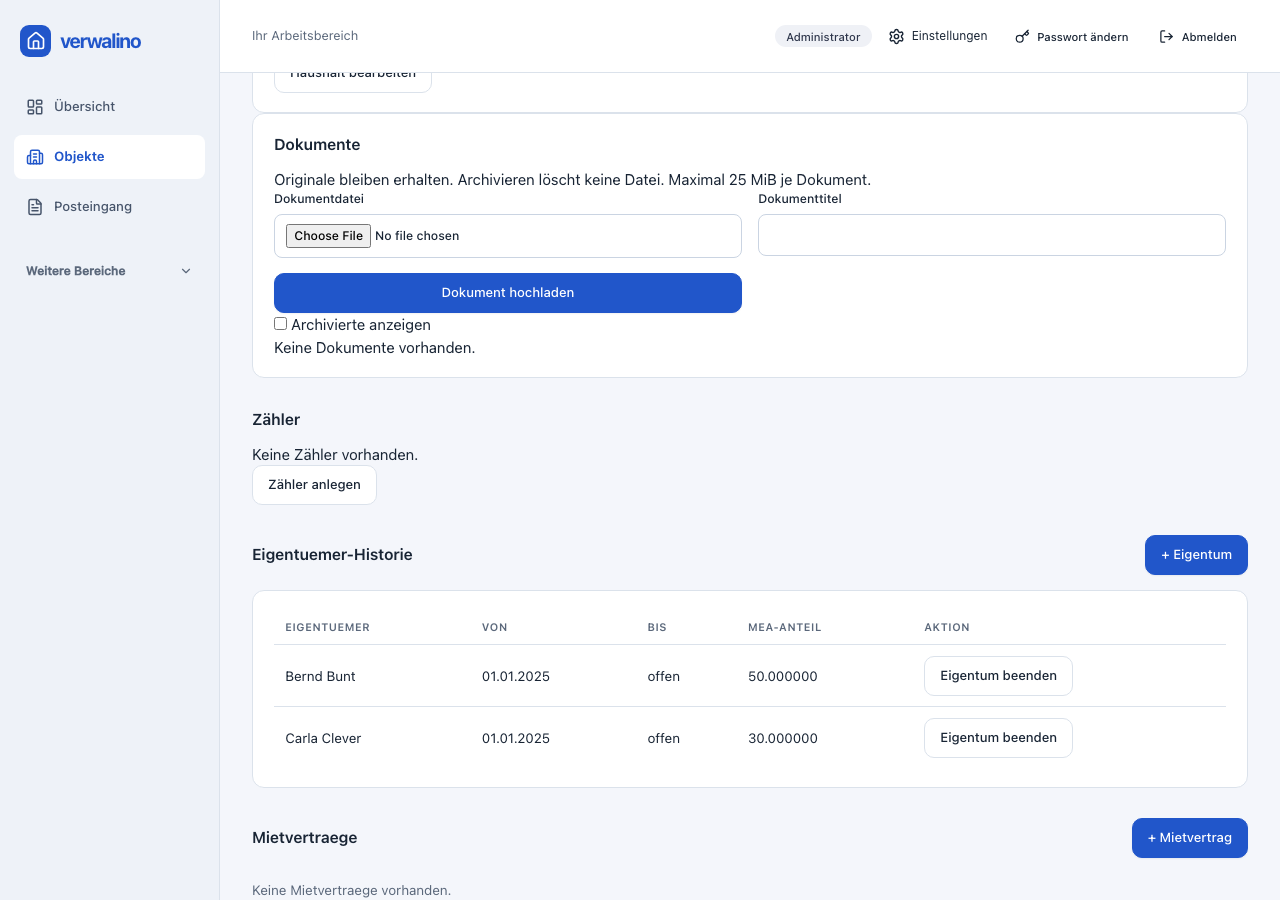 verwalino
Ihr Arbeitsbereich
Administrator
Einstellungen
Passwort ändern
Abmelden
Übersicht
Objekte
Posteingang
Weitere Bereiche
Haushalt bearbeiten
Dokumente
Originale bleiben erhalten. Archivieren löscht keine Datei. Maximal 25 MiB je Dokument.
Dokumentdatei
Dokumenttitel
Choose File No file chosen
Dokument hochladen
Archivierte anzeigen
Keine Dokumente vorhanden.
Zähler
Keine Zähler vorhanden.
Zähler anlegen
Eigentuemer-Historie
+ Eigentum
EIGENTUEMER VON BIS MEA-ANTEIL AKTION
Bernd Bunt 01.01.2025 offen 50.000000 Eigentum beenden
Carla Clever 01.01.2025 offen 30.000000 Eigentum beenden
Mietvertraege
+ Mietvertrag
Keine Mietvertraege vorhanden.